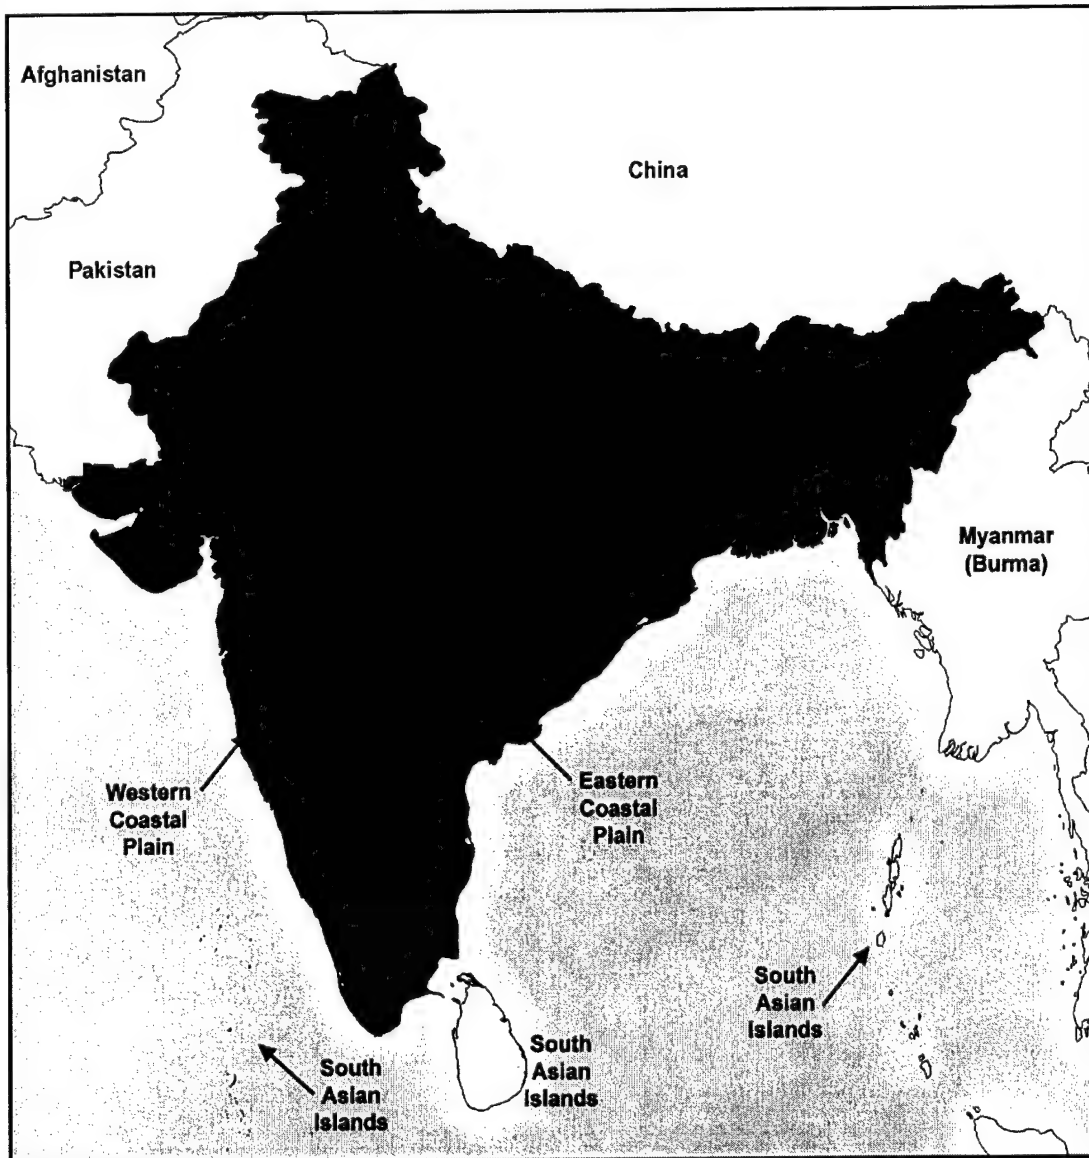 Afghanistan
China
Pakistan
Myanmar
(Burma)
Western
Coastal
Plain
Eastern
Coastal
Plain
South
Asian
Islands
South
Asian
Islands
South
Asian
Islands